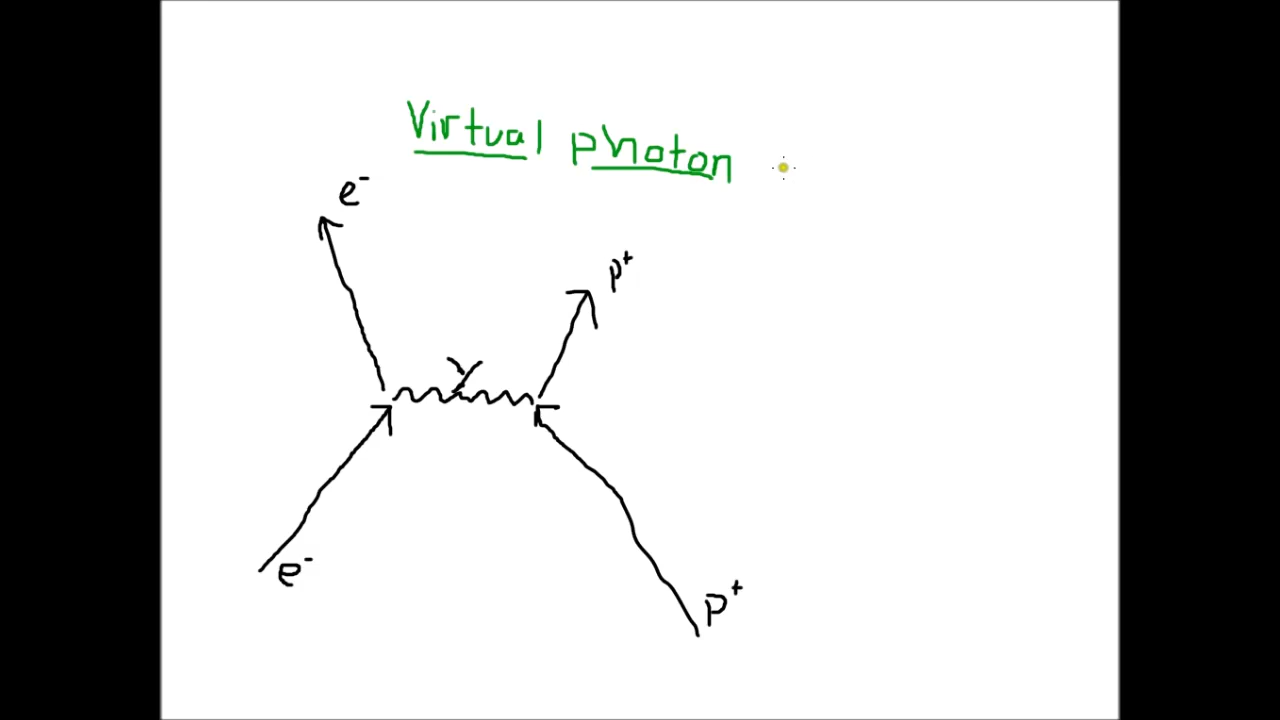 Virtual photon
e⁻
p⁺
γ
e⁻
p⁺